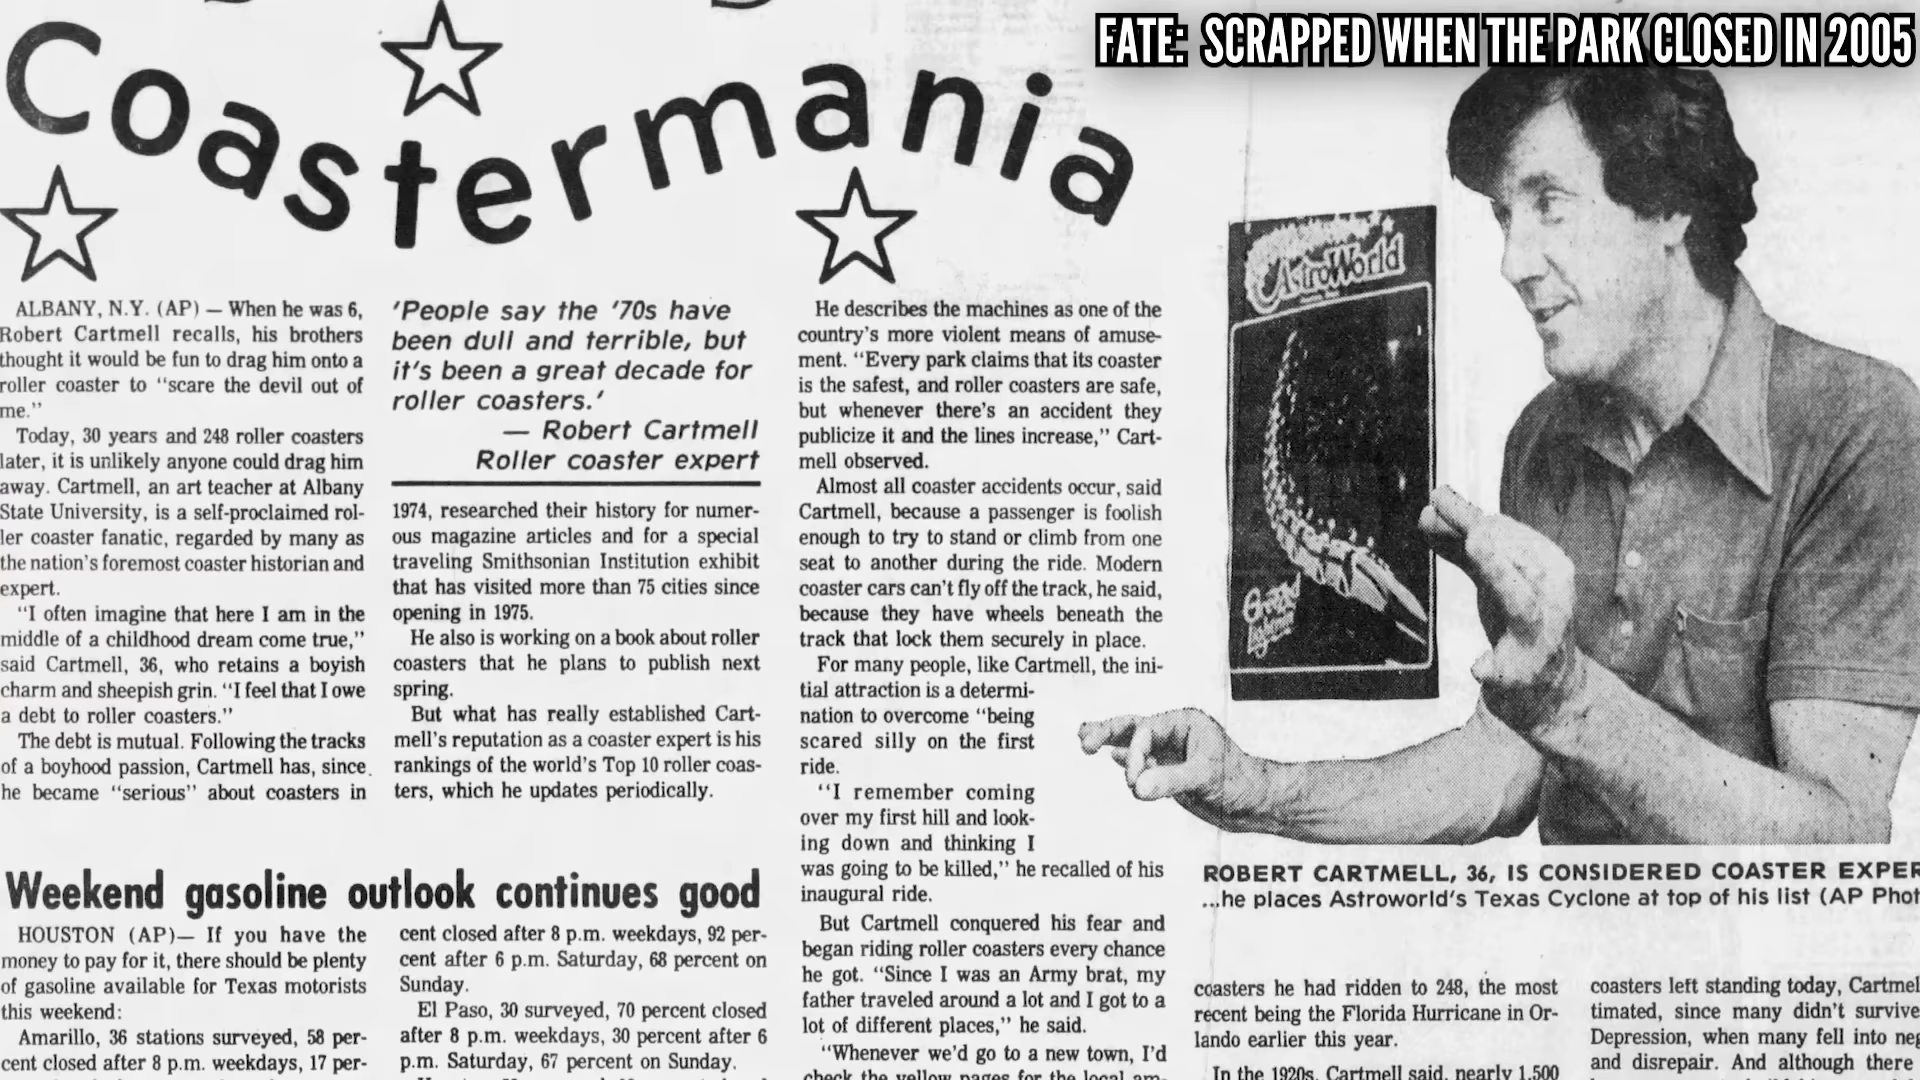 FATE: SCRAPPED WHEN THE PARK CLOSED IN 2005
Coastermania
ALBANY, N.Y. (AP) — When he was 6,
Robert Cartmell recalls, his brothers
thought it would be fun to drag him onto a
roller coaster to “scare the devil out of
me.”
Today, 30 years and 248 roller coasters
later, it is unlikely anyone could drag him
away. Cartmell, an art teacher at Albany
State University, is a self-proclaimed rol-
ler coaster fanatic, regarded by many as
the nation's foremost coaster historian and
expert.
“I often imagine that here I am in the
middle of a childhood dream come true,”
said Cartmell, 36, who retains a boyish
charm and sheepish grin. “I feel that I owe
a debt to roller coasters.”
The debt is mutual. Following the tracks
of a boyhood passion, Cartmell has, since
he became “serious” about coasters in
'People say the '70s have
been dull and terrible, but
it's been a great decade for
roller coasters.'
— Robert Cartmell
Roller coaster expert
1974, researched their history for numer-
ous magazine articles and for a special
traveling Smithsonian Institution exhibit
that has visited more than 75 cities since
opening in 1975.
He also is working on a book about roller
coasters that he plans to publish next
spring.
But what has really established Cart-
mell's reputation as a coaster expert is his
rankings of the world's Top 10 roller coas-
ters, which he updates periodically.
He describes the machines as one of the
country's more violent means of amuse-
ment. “Every park claims that its coaster
is the safest, and roller coasters are safe,
but whenever there's an accident they
publicize it and the lines increase,” Cart-
mell observed.
Almost all coaster accidents occur, said
Cartmell, because a passenger is foolish
enough to try to stand or climb from one
seat to another during the ride. Modern
coaster cars can't fly off the track, he said,
because they have wheels beneath the
track that lock them securely in place.
For many people, like Cartmell, the ini-
tial attraction is a determi-
nation to overcome “being
scared silly on the first
ride.
“I remember coming
over my first hill and look-
ing down and thinking I
was going to be killed,” he recalled of his
inaugural ride.
But Cartmell conquered his fear and
began riding roller coasters every chance
he got. “Since I was an Army brat, my
father traveled around a lot and I got to a
lot of different places,” he said.
“Whenever we'd go to a new town, I'd
check the yellow pages for the local am-
AstroWorld
ROBERT CARTMELL, 36, IS CONSIDERED COASTER EXPER
...he places Astroworld's Texas Cyclone at top of his list (AP Phot
coasters he had ridden to 248, the most
recent being the Florida Hurricane in Or-
lando earlier this year.
In the 1920s, Cartmell said, nearly 1,500
coasters left standing today, Cartmel
timated, since many didn't survive
Depression, when many fell into neg
and disrepair. And although there
Weekend gasoline outlook continues good
HOUSTON (AP)— If you have the
money to pay for it, there should be plenty
of gasoline available for Texas motorists
this weekend:
Amarillo, 36 stations surveyed, 58 per-
cent closed after 8 p.m. weekdays, 17 per-
cent closed after 8 p.m. weekdays, 92 per-
cent after 6 p.m. Saturday, 68 percent on
Sunday.
El Paso, 30 surveyed, 70 percent closed
after 8 p.m. weekdays, 30 percent after 6
p.m. Saturday, 67 percent on Sunday.